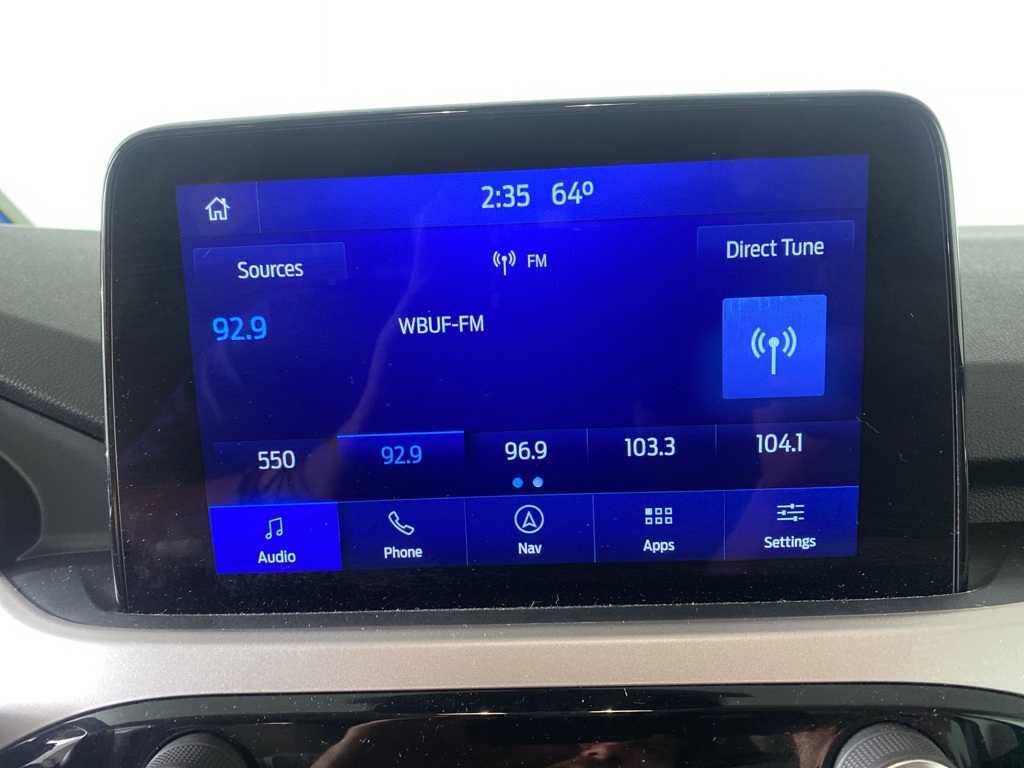 2:35 64º
Sources
FM
Direct Tune
92.9
WBUF-FM
550
92.9
96.9
103.3
104.1
Audio
Phone
Nav
Apps
Settings